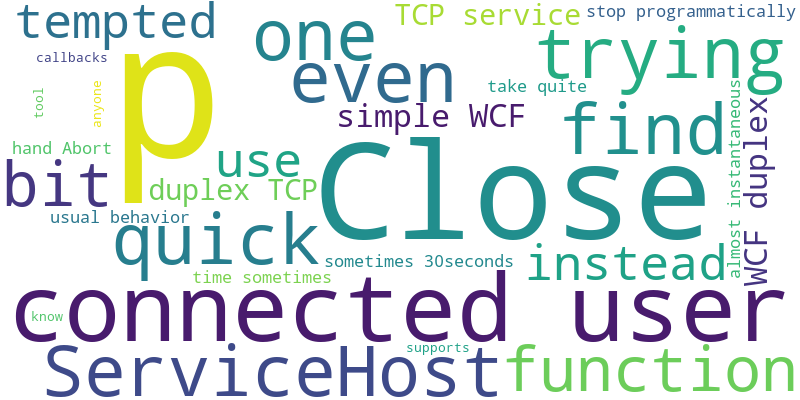 tempted
callbacks
p
one
TCP service
stop programmatically
even
trying
take quite
tool
anyone
simple WCF
find
hand Abort
bit
use
duplex TCP
Close
almost instantaneous
WCF duplex
usual behavior
quick
sometimes 30seconds
time sometimes
instead
connected user
know
ServiceHost
supports
function